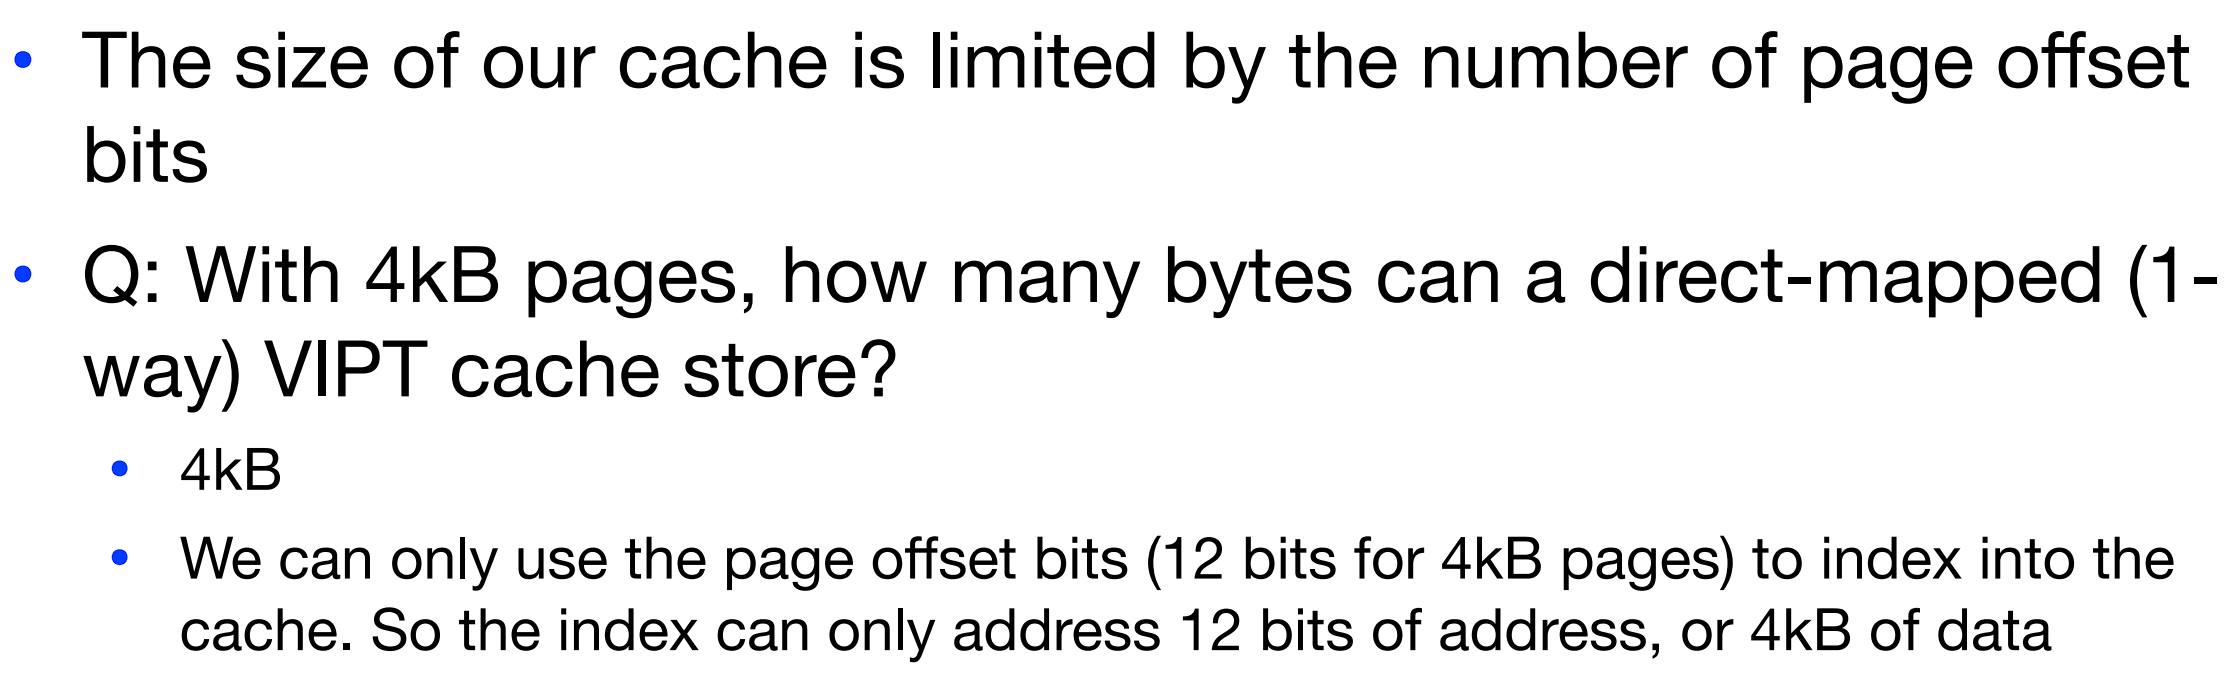 • The size of our cache is limited by the number of page offset
bits
• Q: With 4kB pages, how many bytes can a direct-mapped (1-
way) VIPT cache store?
• 4kB
• We can only use the page offset bits (12 bits for 4kB pages) to index into the
cache. So the index can only address 12 bits of address, or 4kB of data